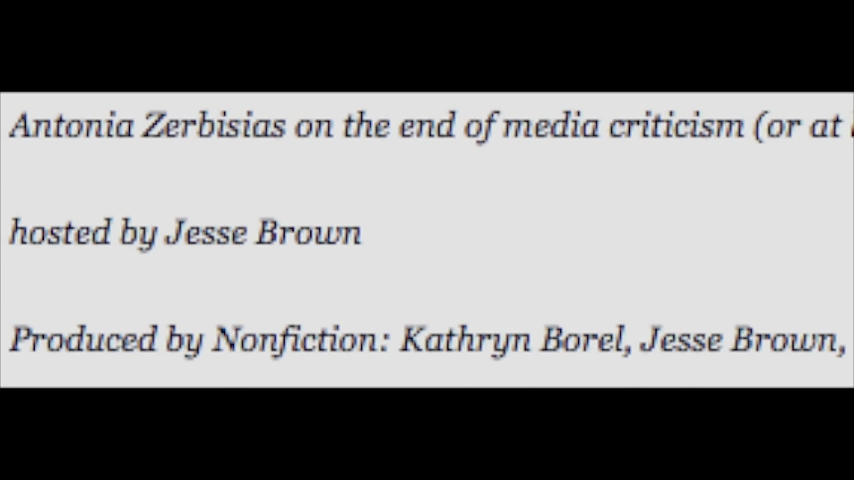 Antonia Zerbisias on the end of media criticism (or at
hosted by Jesse Brown
Produced by Nonfiction: Kathryn Borel, Jesse Brown,